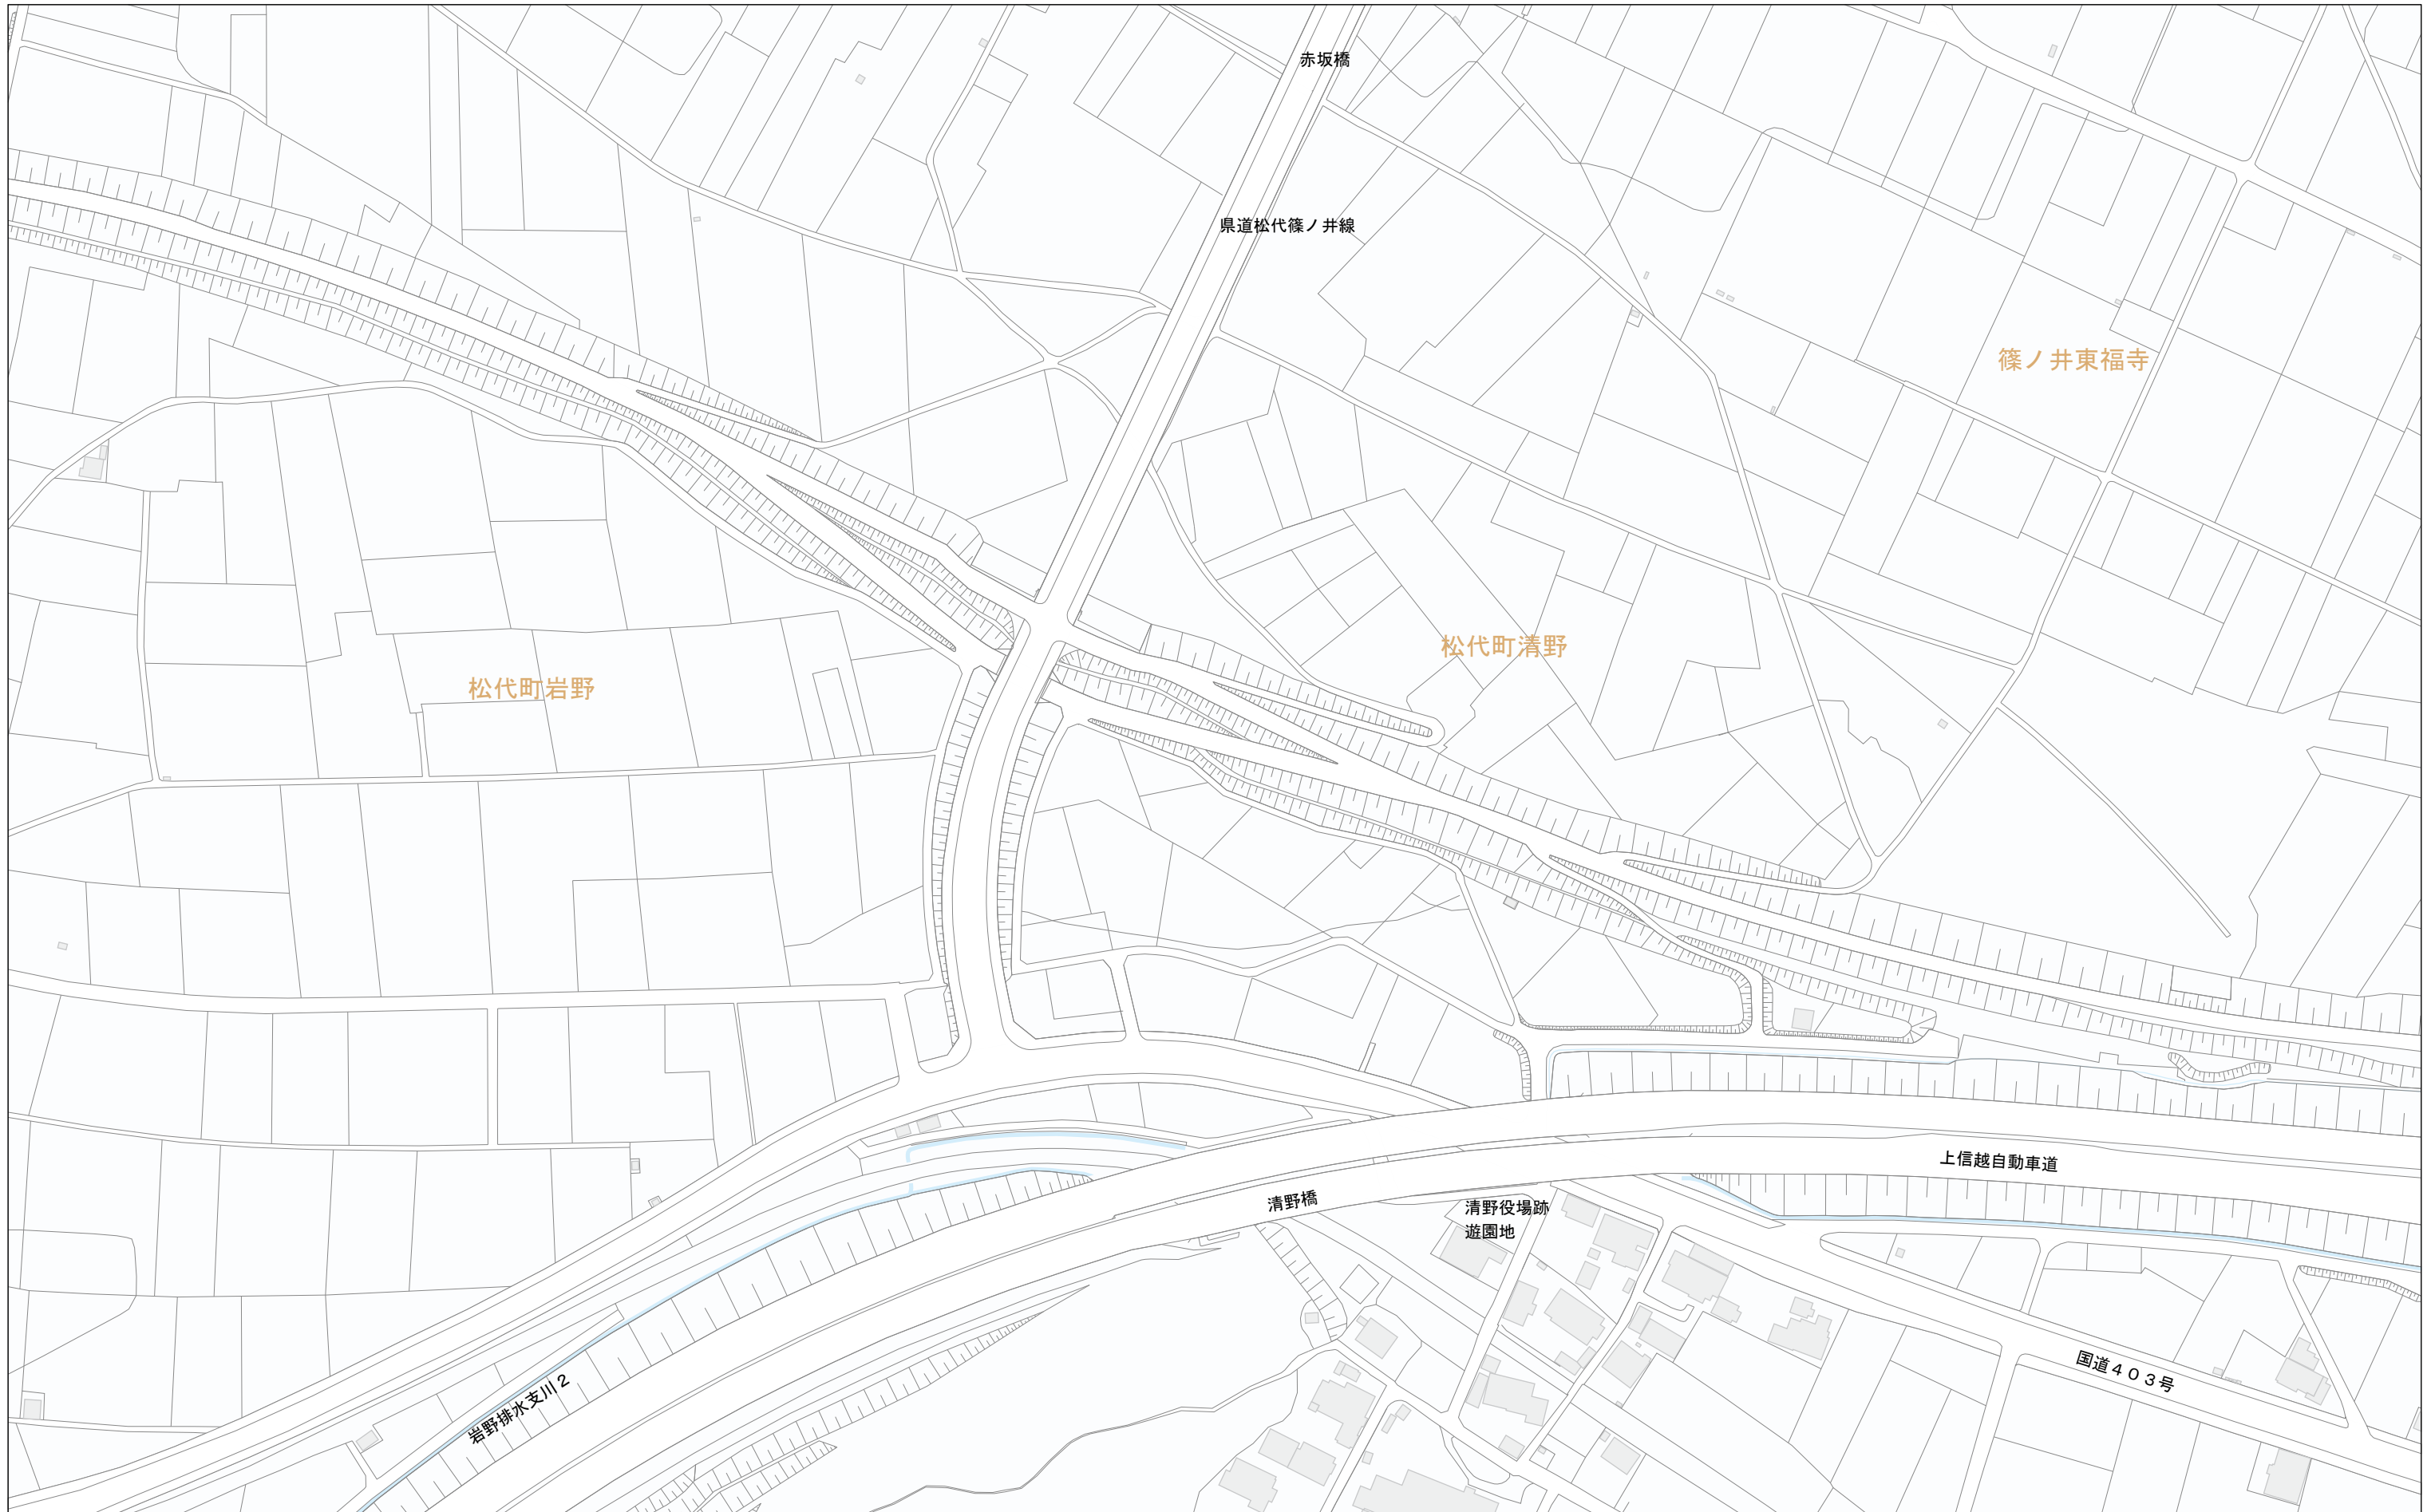 赤坂橋
県道松代篠ノ井線
篠ノ井東福寺
松代町清野
松代町岩野
上信越自動車道
清野橋
清野役場跡
遊園地
国道403号
岩野排水支川2